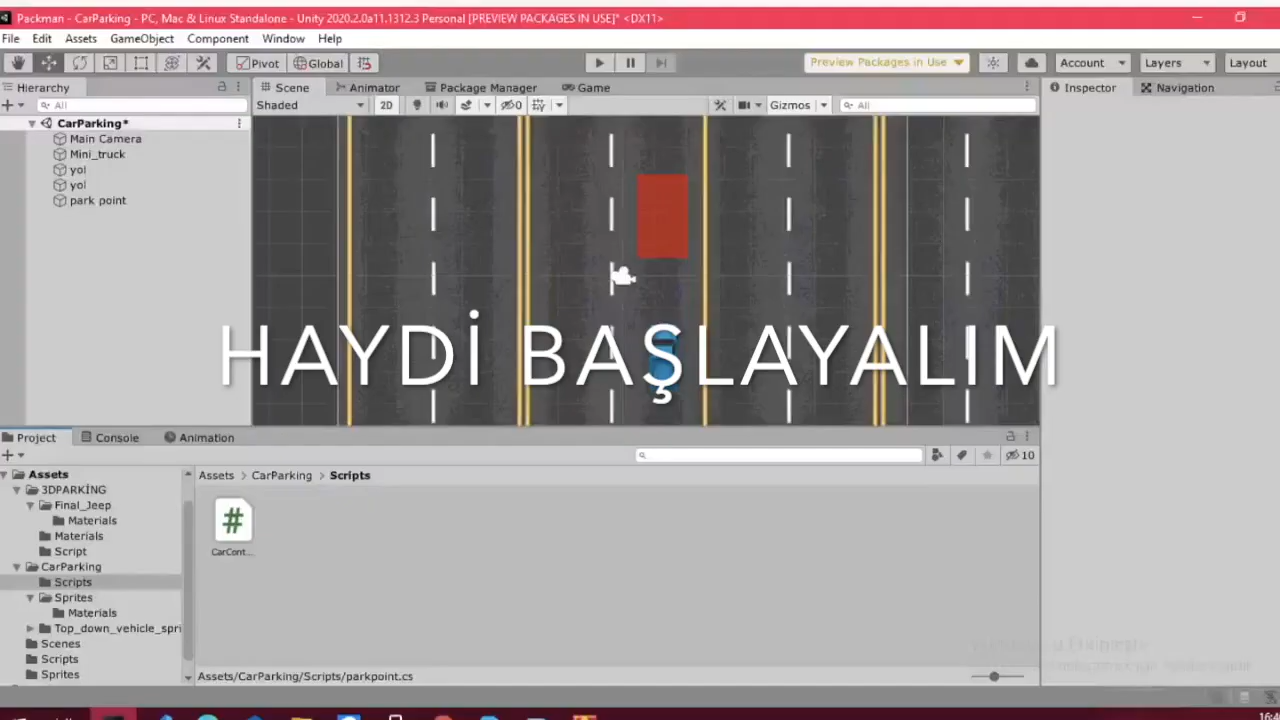 Packman - CarParking - PC, Mac & Linux Standalone - Unity 2020.2.0a11.1312.3 Personal [PREVIEW PACKAGES IN USE]* <DX11>
File Edit Assets GameObject Component Window Help
Pivot Global Preview Packages in Use Account Layers Layout
Hierarchy Scene Animator Package Manager Game Inspector Navigation
All Shaded 2D 0 Gizmos All
CarParking*
Main Camera
Mini_truck
yol
yol
park point
HAYDİ BAŞLAYALIM
Project Console Animation
10
Assets
3DPARKİNG
Final_Jeep
Materials
Materials
Script
CarParking
Scripts
Sprites
Materials
Top_down_vehicle_spri
Scenes
Scripts
Sprites
Assets > CarParking > Scripts
#
CarCont...
Assets/CarParking/Scripts/parkpoint.cs